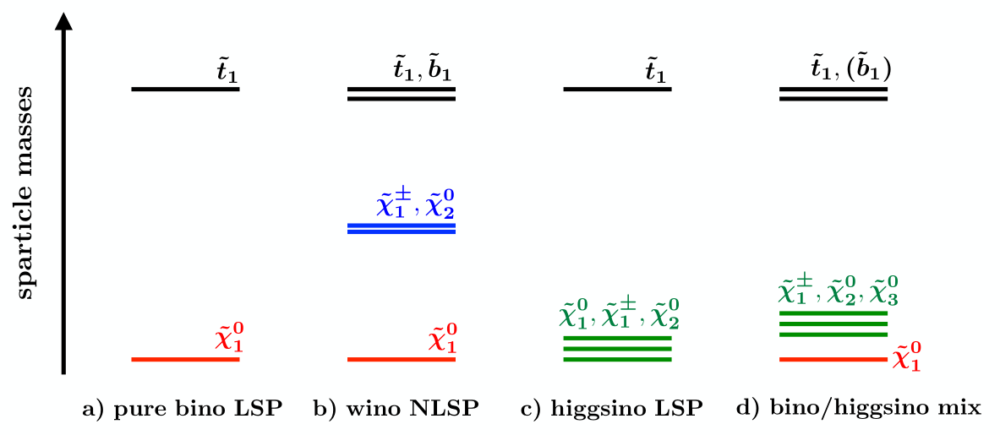 sparticle masses
t̃₁
t̃₁, b̃₁
t̃₁
t̃₁, (b̃₁)
χ̃₁±, χ̃₂⁰
χ̃₁⁰, χ̃₁±, χ̃₂⁰
χ̃₁±, χ̃₂⁰, χ̃₃⁰
χ̃₁⁰
χ̃₁⁰
χ̃₁⁰
a) pure bino LSP
b) wino NLSP
c) higgsino LSP
d) bino/higgsino mix